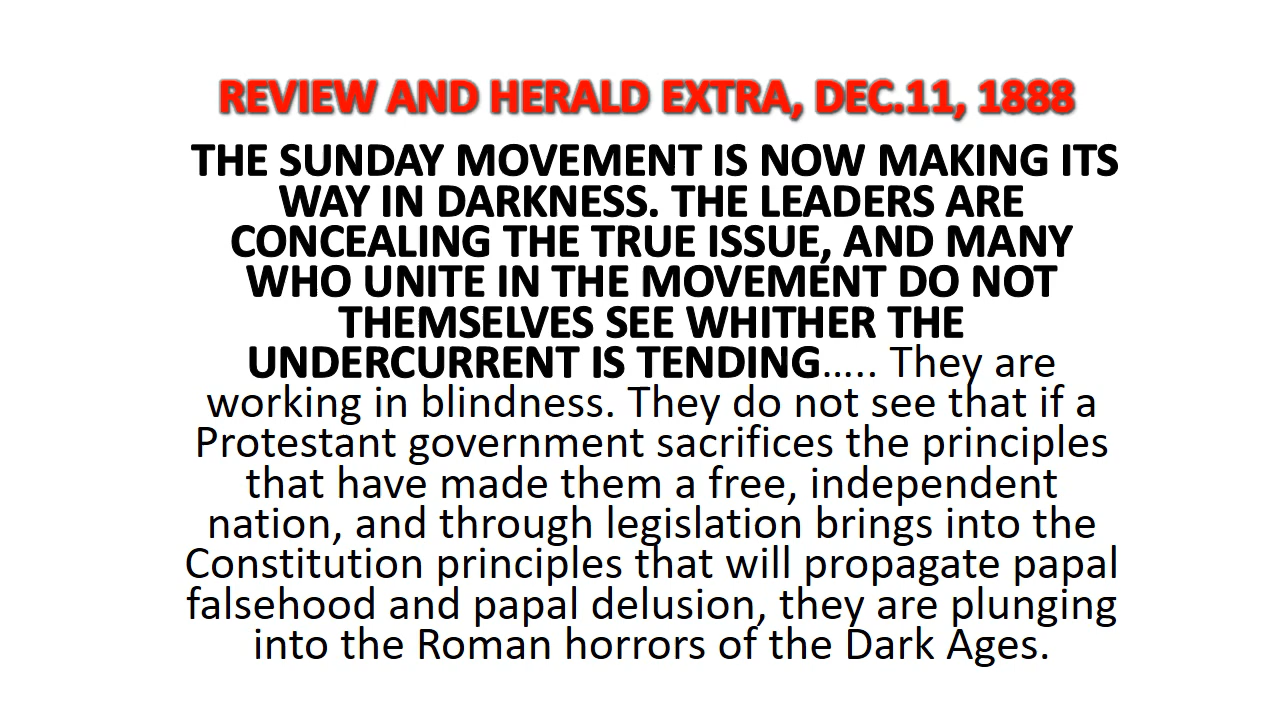 REVIEW AND HERALD EXTRA, DEC.11, 1888
THE SUNDAY MOVEMENT IS NOW MAKING ITS
WAY IN DARKNESS. THE LEADERS ARE
CONCEALING THE TRUE ISSUE, AND MANY
WHO UNITE IN THE MOVEMENT DO NOT
THEMSELVES SEE WHITHER THE
UNDERCURRENT IS TENDING..... They are
working in blindness. They do not see that if a
Protestant government sacrifices the principles
that have made them a free, independent
nation, and through legislation brings into the
Constitution principles that will propagate papal
falsehood and papal delusion, they are plunging
into the Roman horrors of the Dark Ages.